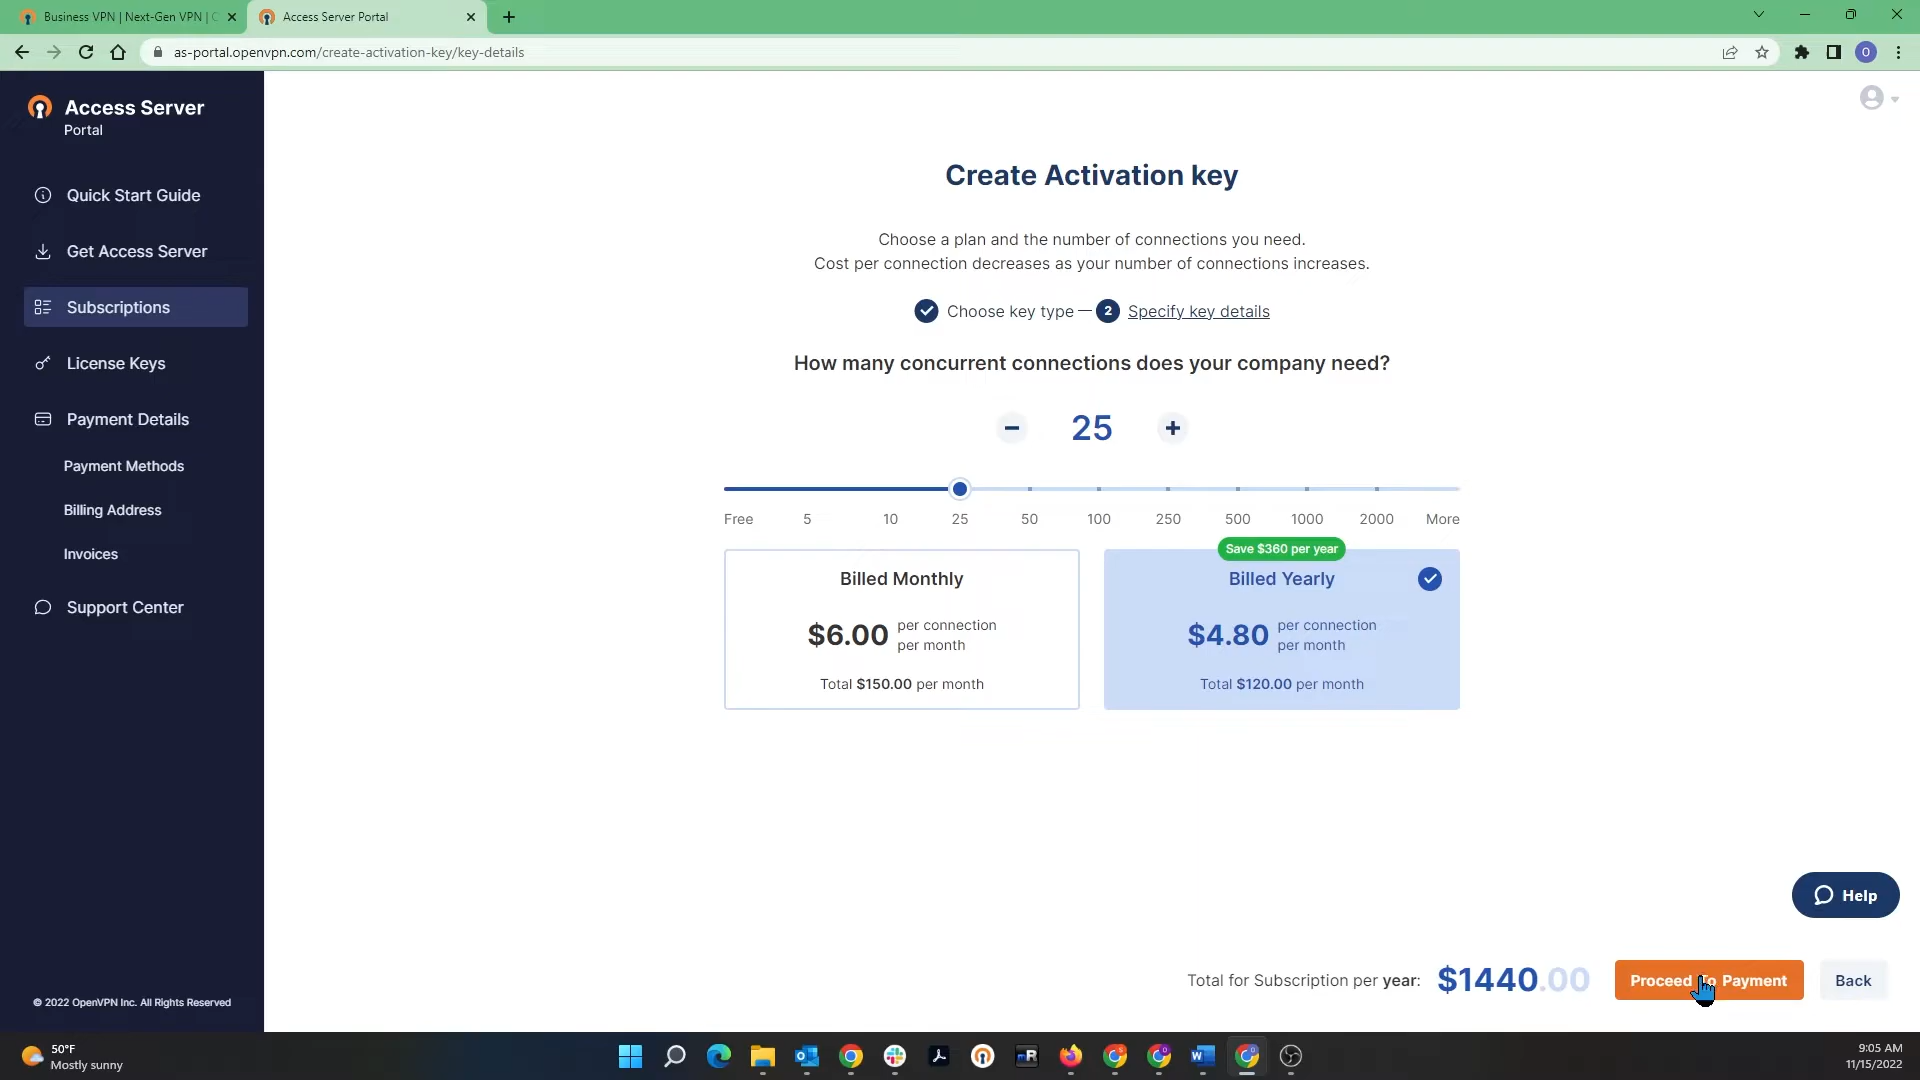 Business VPN | Next-Gen VPN |
Access Server Portal
as-portal.openvpn.com/create-activation-key/key-details
O
Access Server
Portal
Quick Start Guide
Get Access Server
Subscriptions
License Keys
Payment Details
Payment Methods
Billing Address
Invoices
Support Center
© 2022 OpenVPN Inc. All Rights Reserved
Create Activation key
Choose a plan and the number of connections you need.
Cost per connection decreases as your number of connections increases.
Choose key type — 2 Specify key details
How many concurrent connections does your company need?
− 25 +
Free 5 10 25 50 100 250 500 1000 2000 More
Save $360 per year
Billed Monthly
$6.00 per connection
per month
Total $150.00 per month
Billed Yearly
$4.80 per connection
per month
Total $120.00 per month
Help
Total for Subscription per year: $1440.00 Proceed To Payment Back
50°F
Mostly sunny
9:05 AM
11/15/2022